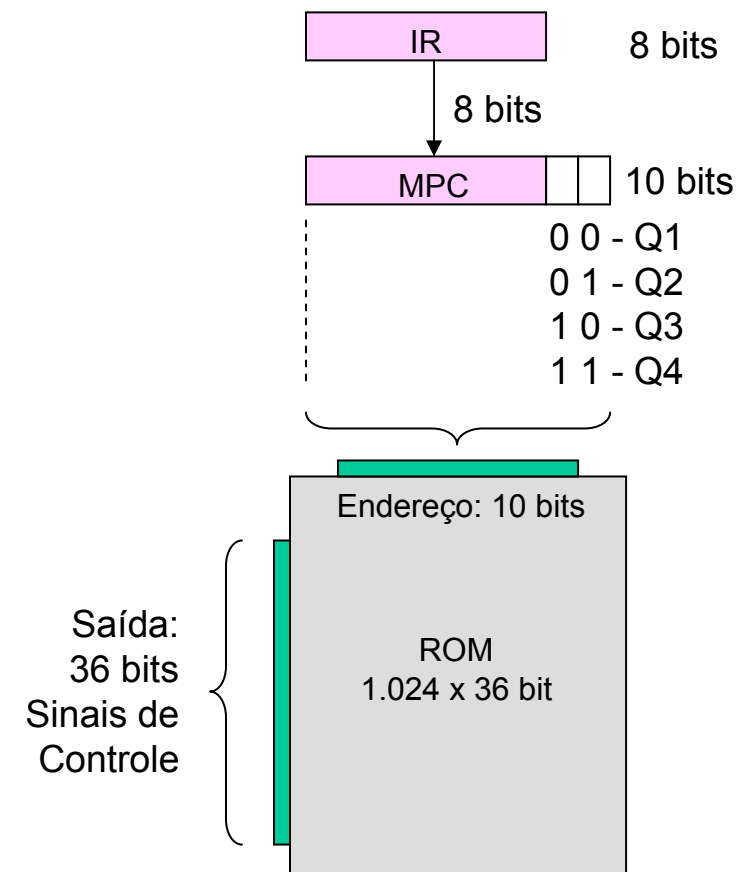 IR
8 bits
8 bits
MPC
10 bits
0 0 - Q1
0 1 - Q2
1 0 - Q3
1 1 - Q4
Endereço: 10 bits
Saída:
36 bits
Sinais de
Controle
ROM
1.024 x 36 bit